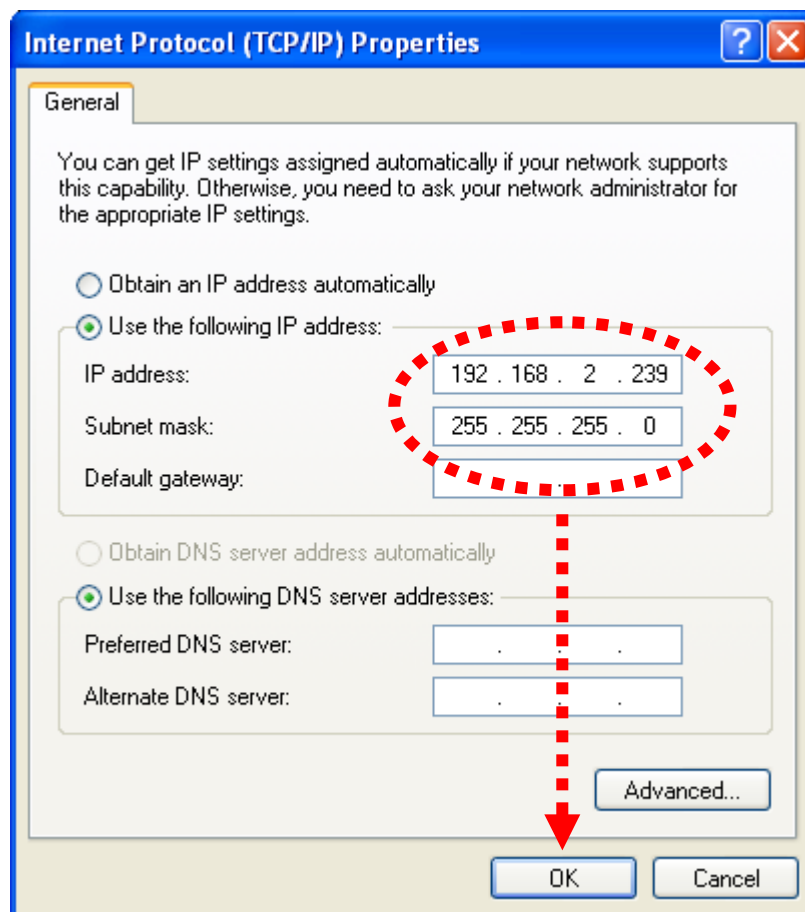 Internet Protocol (TCP/IP) Properties
General
You can get IP settings assigned automatically if your network supports
this capability. Otherwise, you need to ask your network administrator for
the appropriate IP settings.
Obtain an IP address automatically
Use the following IP address:
IP address: 192 . 168 . 2 . 239
Subnet mask: 255 . 255 . 255 . 0
Default gateway:
Obtain DNS server address automatically
Use the following DNS server addresses:
Preferred DNS server: . . .
Alternate DNS server: . . .
Advanced...
OK Cancel